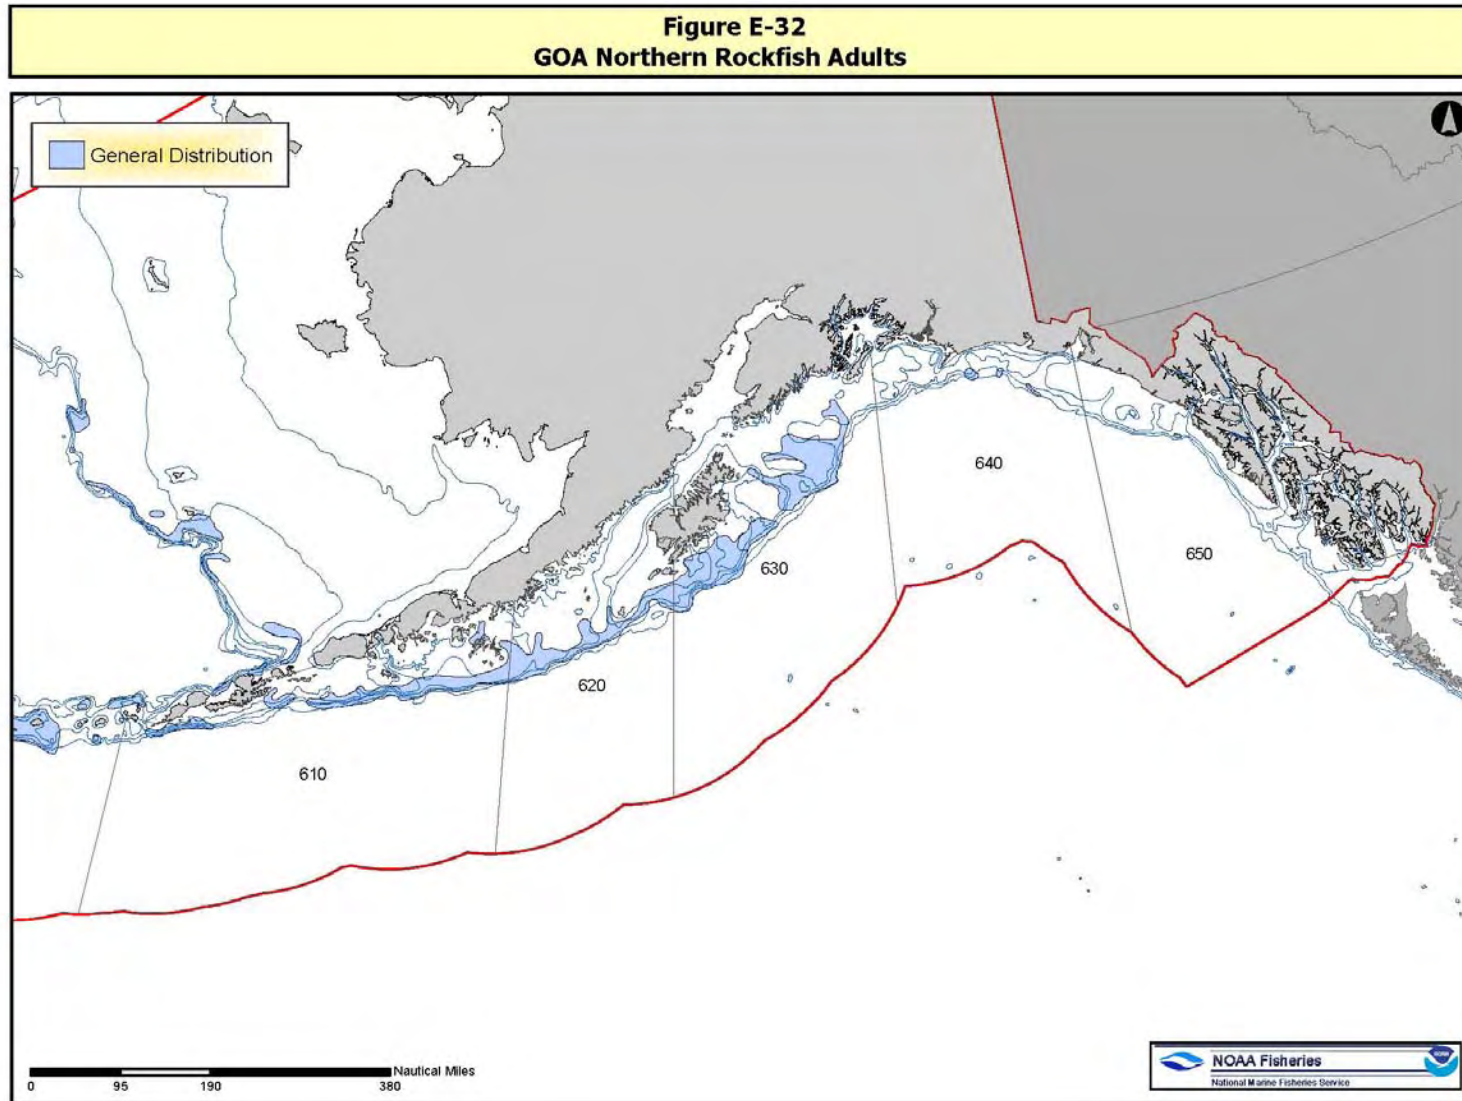 Figure E-32
GOA Northern Rockfish Adults
General Distribution
640
650
630
620
610
Nautical Miles
0 95 190 380
NOAA Fisheries
National Marine Fisheries Service